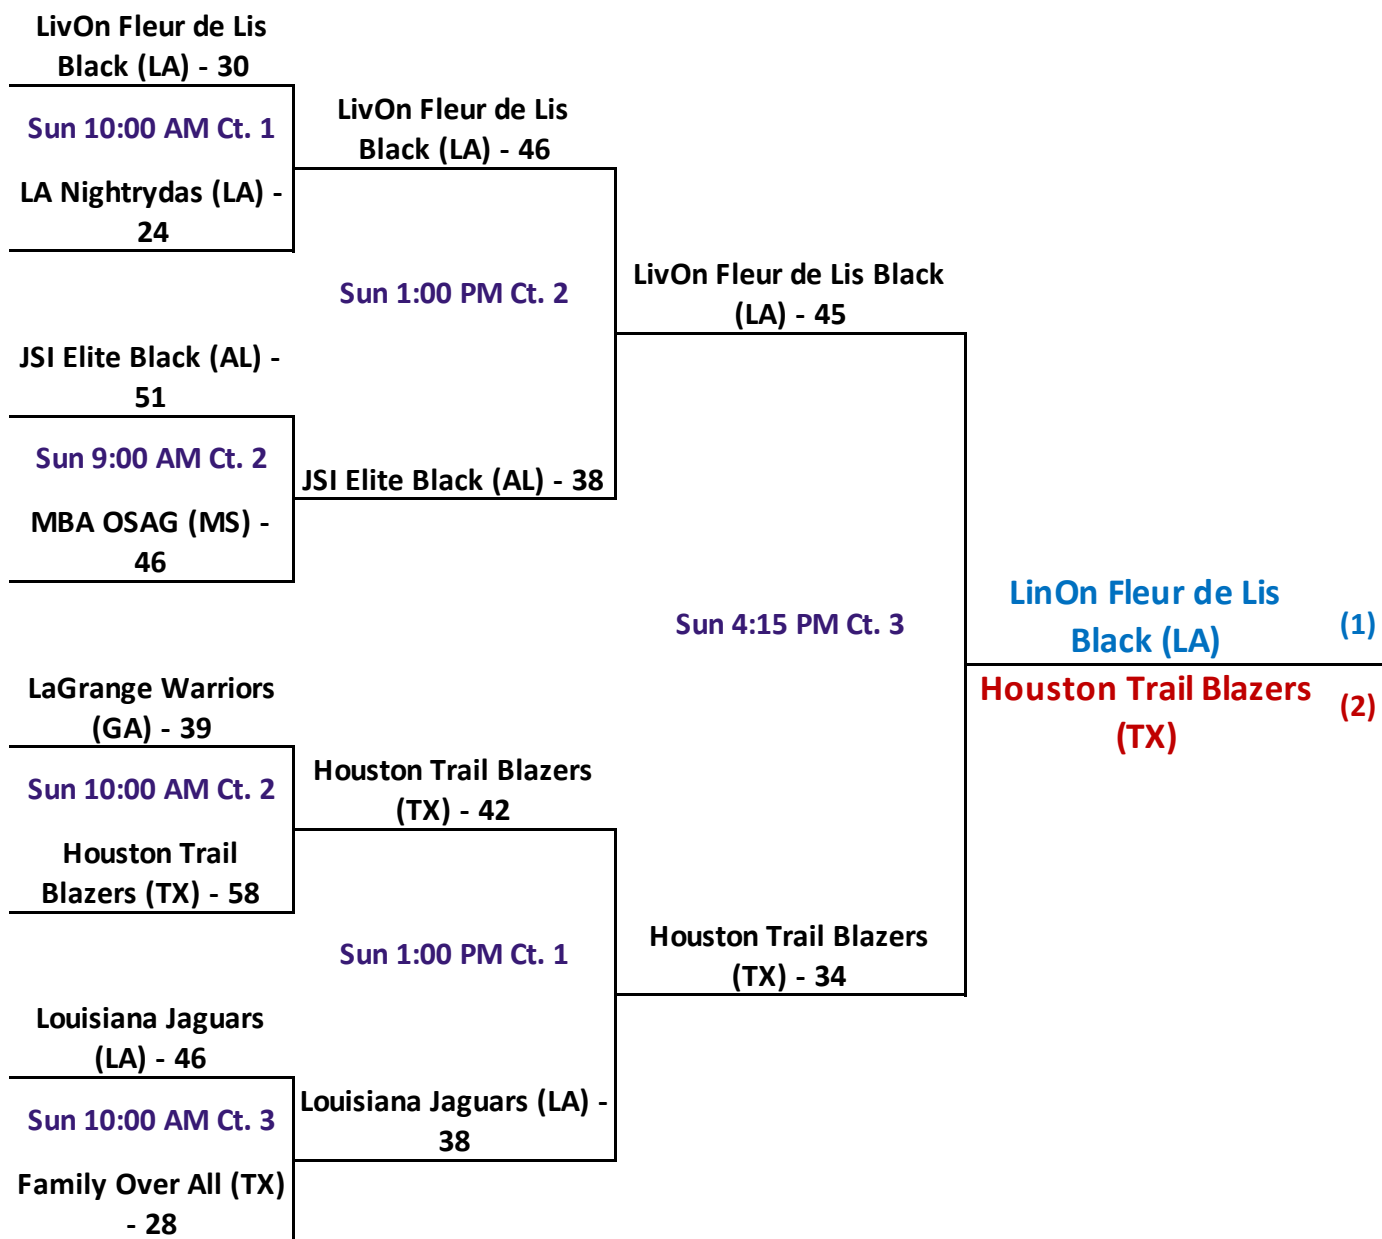 LivOn Fleur de Lis
Black (LA) - 30
Sun 10:00 AM Ct. 1
LA Nightrydas (LA) -
24
JSI Elite Black (AL) -
51
Sun 9:00 AM Ct. 2
MBA OSAG (MS) -
46
LaGrange Warriors
(GA) - 39
Sun 10:00 AM Ct. 2
Houston Trail
Blazers (TX) - 58
Louisiana Jaguars
(LA) - 46
Sun 10:00 AM Ct. 3
Family Over All (TX)
- 28
LivOn Fleur de Lis
Black (LA) - 46
Sun 1:00 PM Ct. 2
JSI Elite Black (AL) - 38
Houston Trail Blazers
(TX) - 42
Sun 1:00 PM Ct. 1
Louisiana Jaguars (LA) -
38
LivOn Fleur de Lis Black
(LA) - 45
Sun 4:15 PM Ct. 3
Houston Trail Blazers
(TX) - 34
LinOn Fleur de Lis
Black (LA)
(1)
Houston Trail Blazers
(TX)
(2)